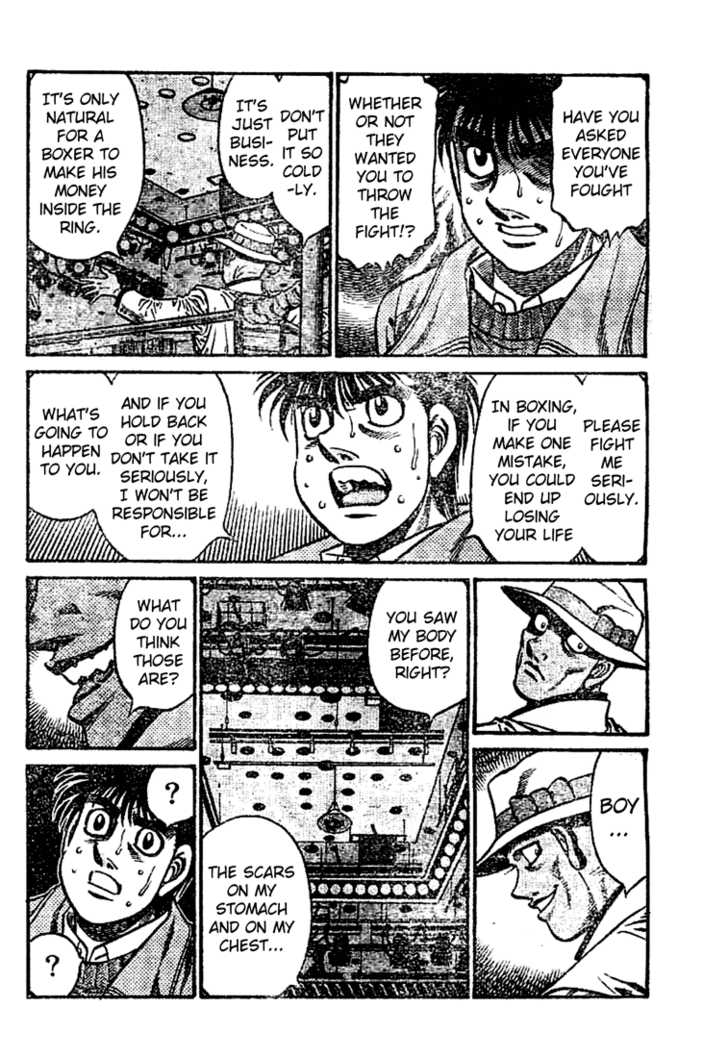 HAVE YOU
ASKED
EVERYONE
YOU'VE
FOUGHT
WHETHER
OR NOT
THEY
WANTED
YOU TO
THROW
THE
FIGHT!?
DON'T
PUT
IT SO
COLD
-LY.
IT'S
JUST
BUSI-
NESS.
IT'S ONLY
NATURAL
FOR A
BOXER TO
MAKE HIS
MONEY
INSIDE THE
RING.
PLEASE
FIGHT
ME
SERI-
OUSLY.
IN BOXING,
IF YOU
MAKE ONE
MISTAKE,
YOU COULD
END UP
LOSING
YOUR LIFE
AND IF YOU
HOLD BACK
OR IF YOU
DON'T TAKE IT
SERIOUSLY,
I WON'T BE
RESPONSIBLE
FOR...
WHAT'S
GOING TO
HAPPEN
TO YOU.
BOY
...
YOU SAW
MY BODY
BEFORE,
RIGHT?
THE SCARS
ON MY
STOMACH
AND ON MY
CHEST...
WHAT
DO YOU
THINK
THOSE
ARE?
?
?